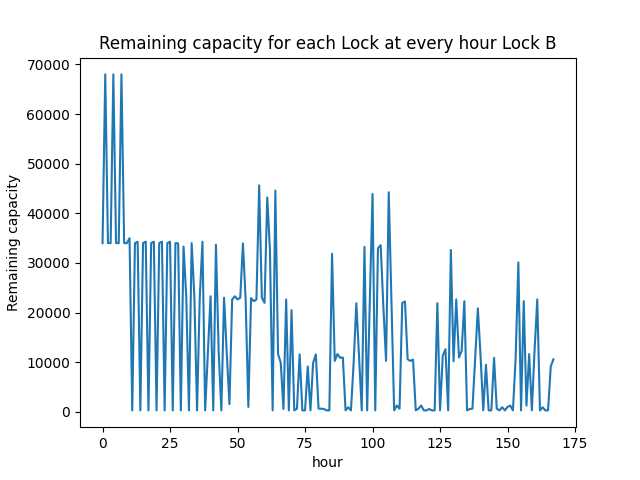 Remaining capacity for each Lock at every hour Lock B
70000
60000
50000
40000
30000
20000
10000
0
Remaining capacity
0 25 50 75 100 125 150 175
hour